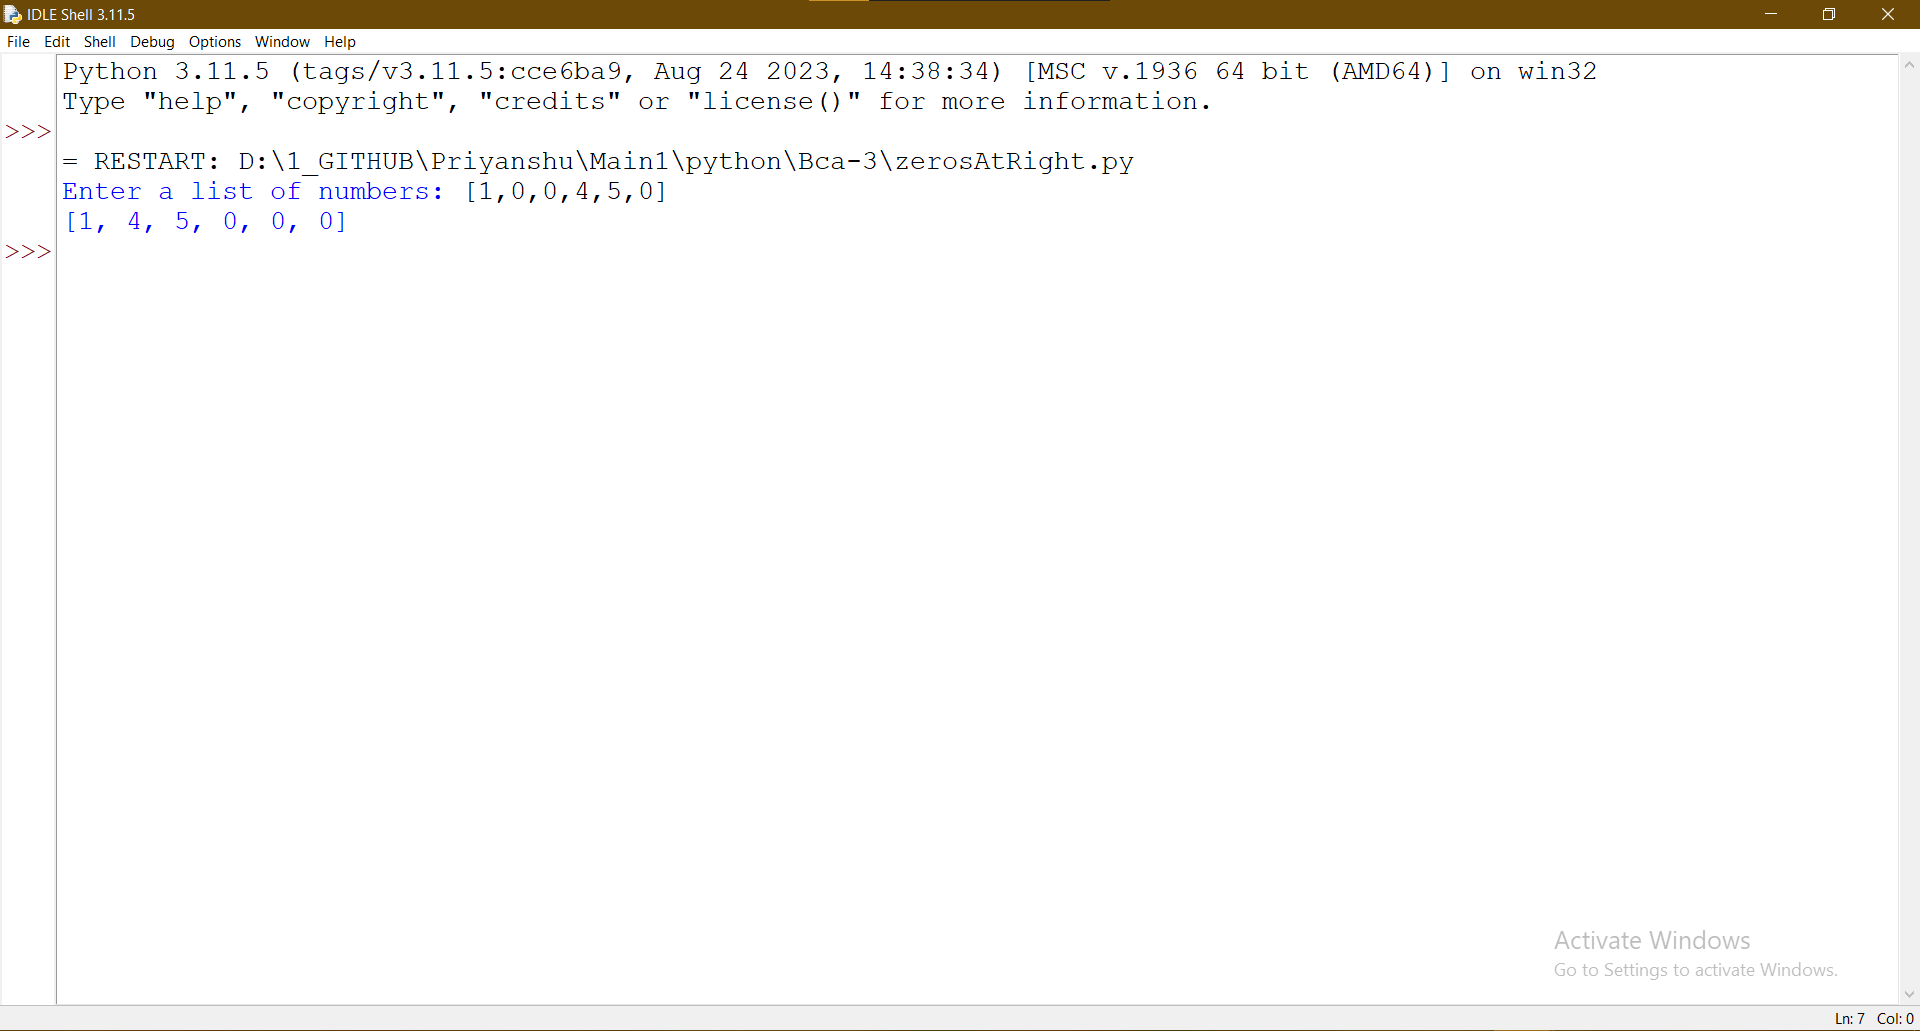 IDLE Shell 3.11.5
File Edit Shell Debug Options Window Help
Python 3.11.5 (tags/v3.11.5:cce6ba9, Aug 24 2023, 14:38:34) [MSC v.1936 64 bit (AMD64)] on win32
Type "help", "copyright", "credits" or "license()" for more information.
>>>
= RESTART: D:\1_GITHUB\Priyanshu\Main1\python\Bca-3\zerosAtRight.py
Enter a list of numbers: [1,0,0,4,5,0]
[1, 4, 5, 0, 0, 0]
>>>
Activate Windows
Go to Settings to activate Windows.
Ln: 7 Col: 0